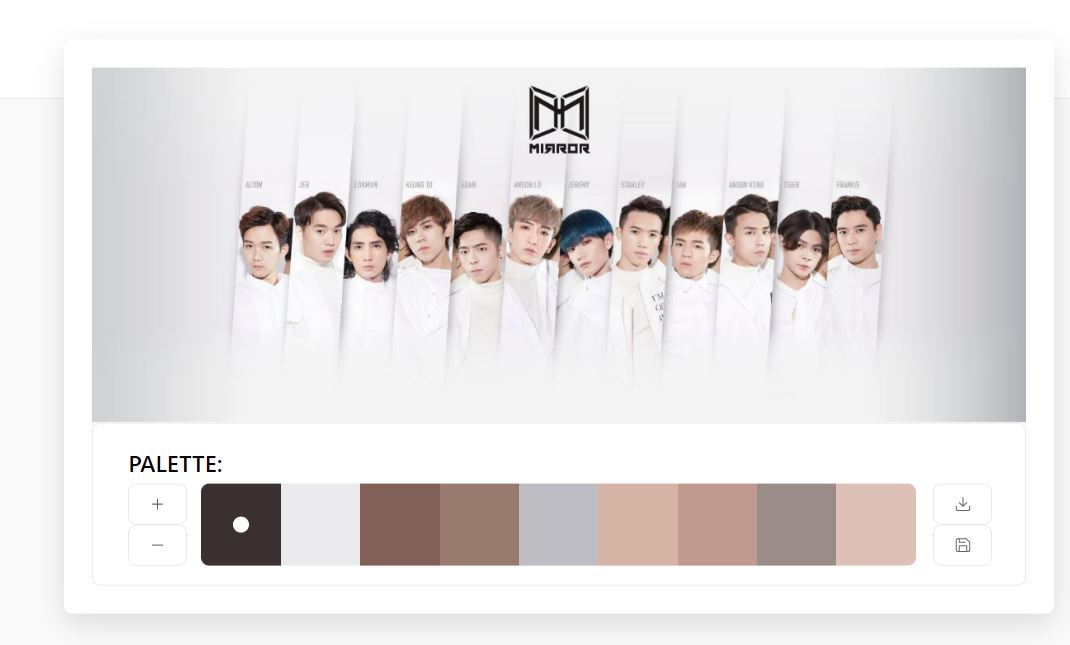 MIRROR
ALTON JER LOKMAN KEUNG TO EDAN ANSON LO JEREMY STANLEY IAN ANSON KONG TIGER FRANKIE
I'M
PALETTE: